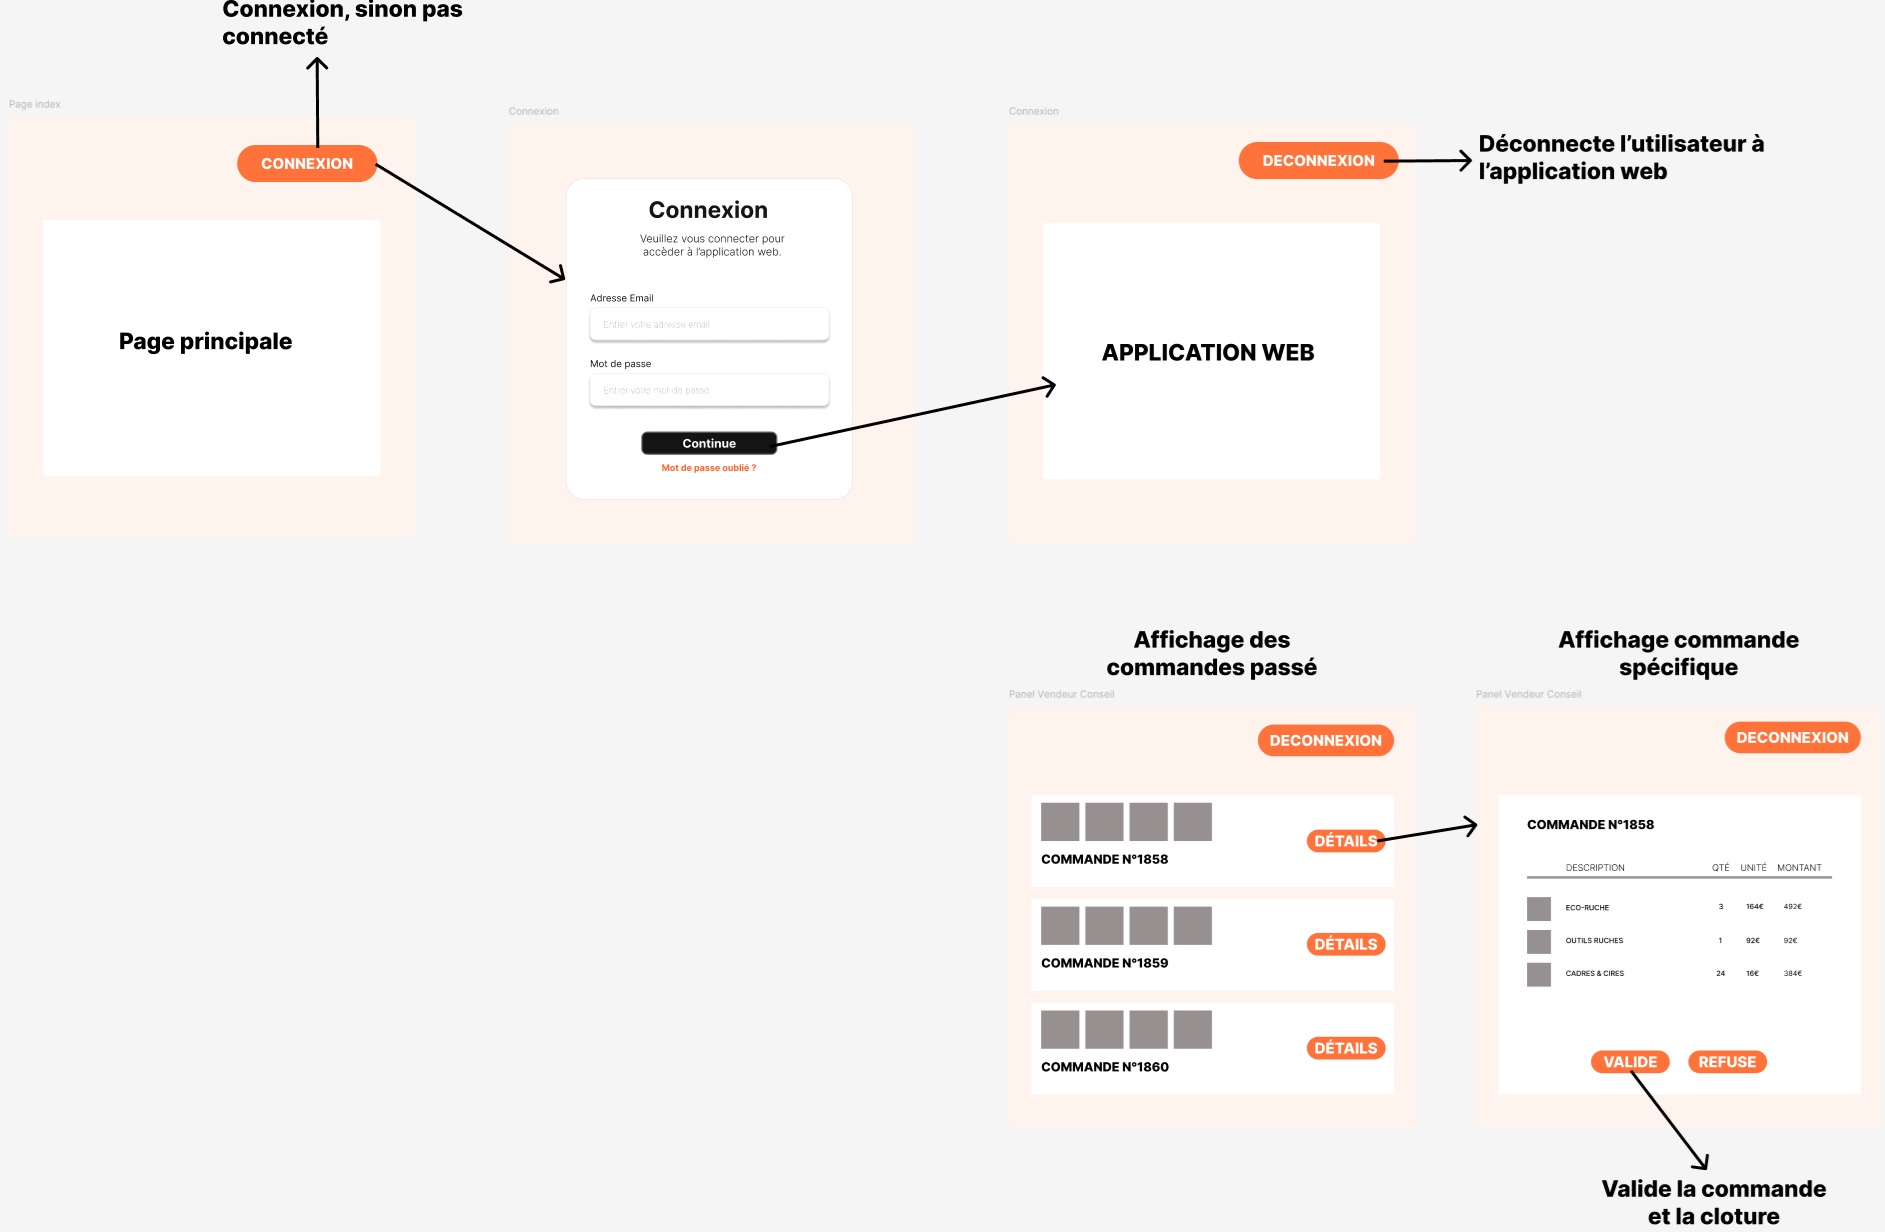 Connexion, sinon pas
connecté
Page index
CONNEXION
Page principale
Connexion
Connexion
Veuillez vous connecter pour
accèder à l'application web.
Adresse Email
Entrer votre adresse email
Mot de passe
Entrer votre mot de passe
Continue
Mot de passe oublié ?
Connexion
DECONNEXION
Déconnecte l'utilisateur à
l'application web
APPLICATION WEB
Affichage des
commandes passé
Panel Vendeur Conseil
DECONNEXION
COMMANDE N°1858
DÉTAILS
COMMANDE N°1859
DÉTAILS
COMMANDE N°1860
DÉTAILS
Affichage commande
spécifique
Panel Vendeur Conseil
DECONNEXION
COMMANDE N°1858
DESCRIPTION QTÉ UNITÉ MONTANT
ECO-RUCHE 3 164€ 492€
OUTILS RUCHES 1 92€ 92€
CADRES & CIRES 24 16€ 384€
VALIDE REFUSE
Valide la commande
et la cloture